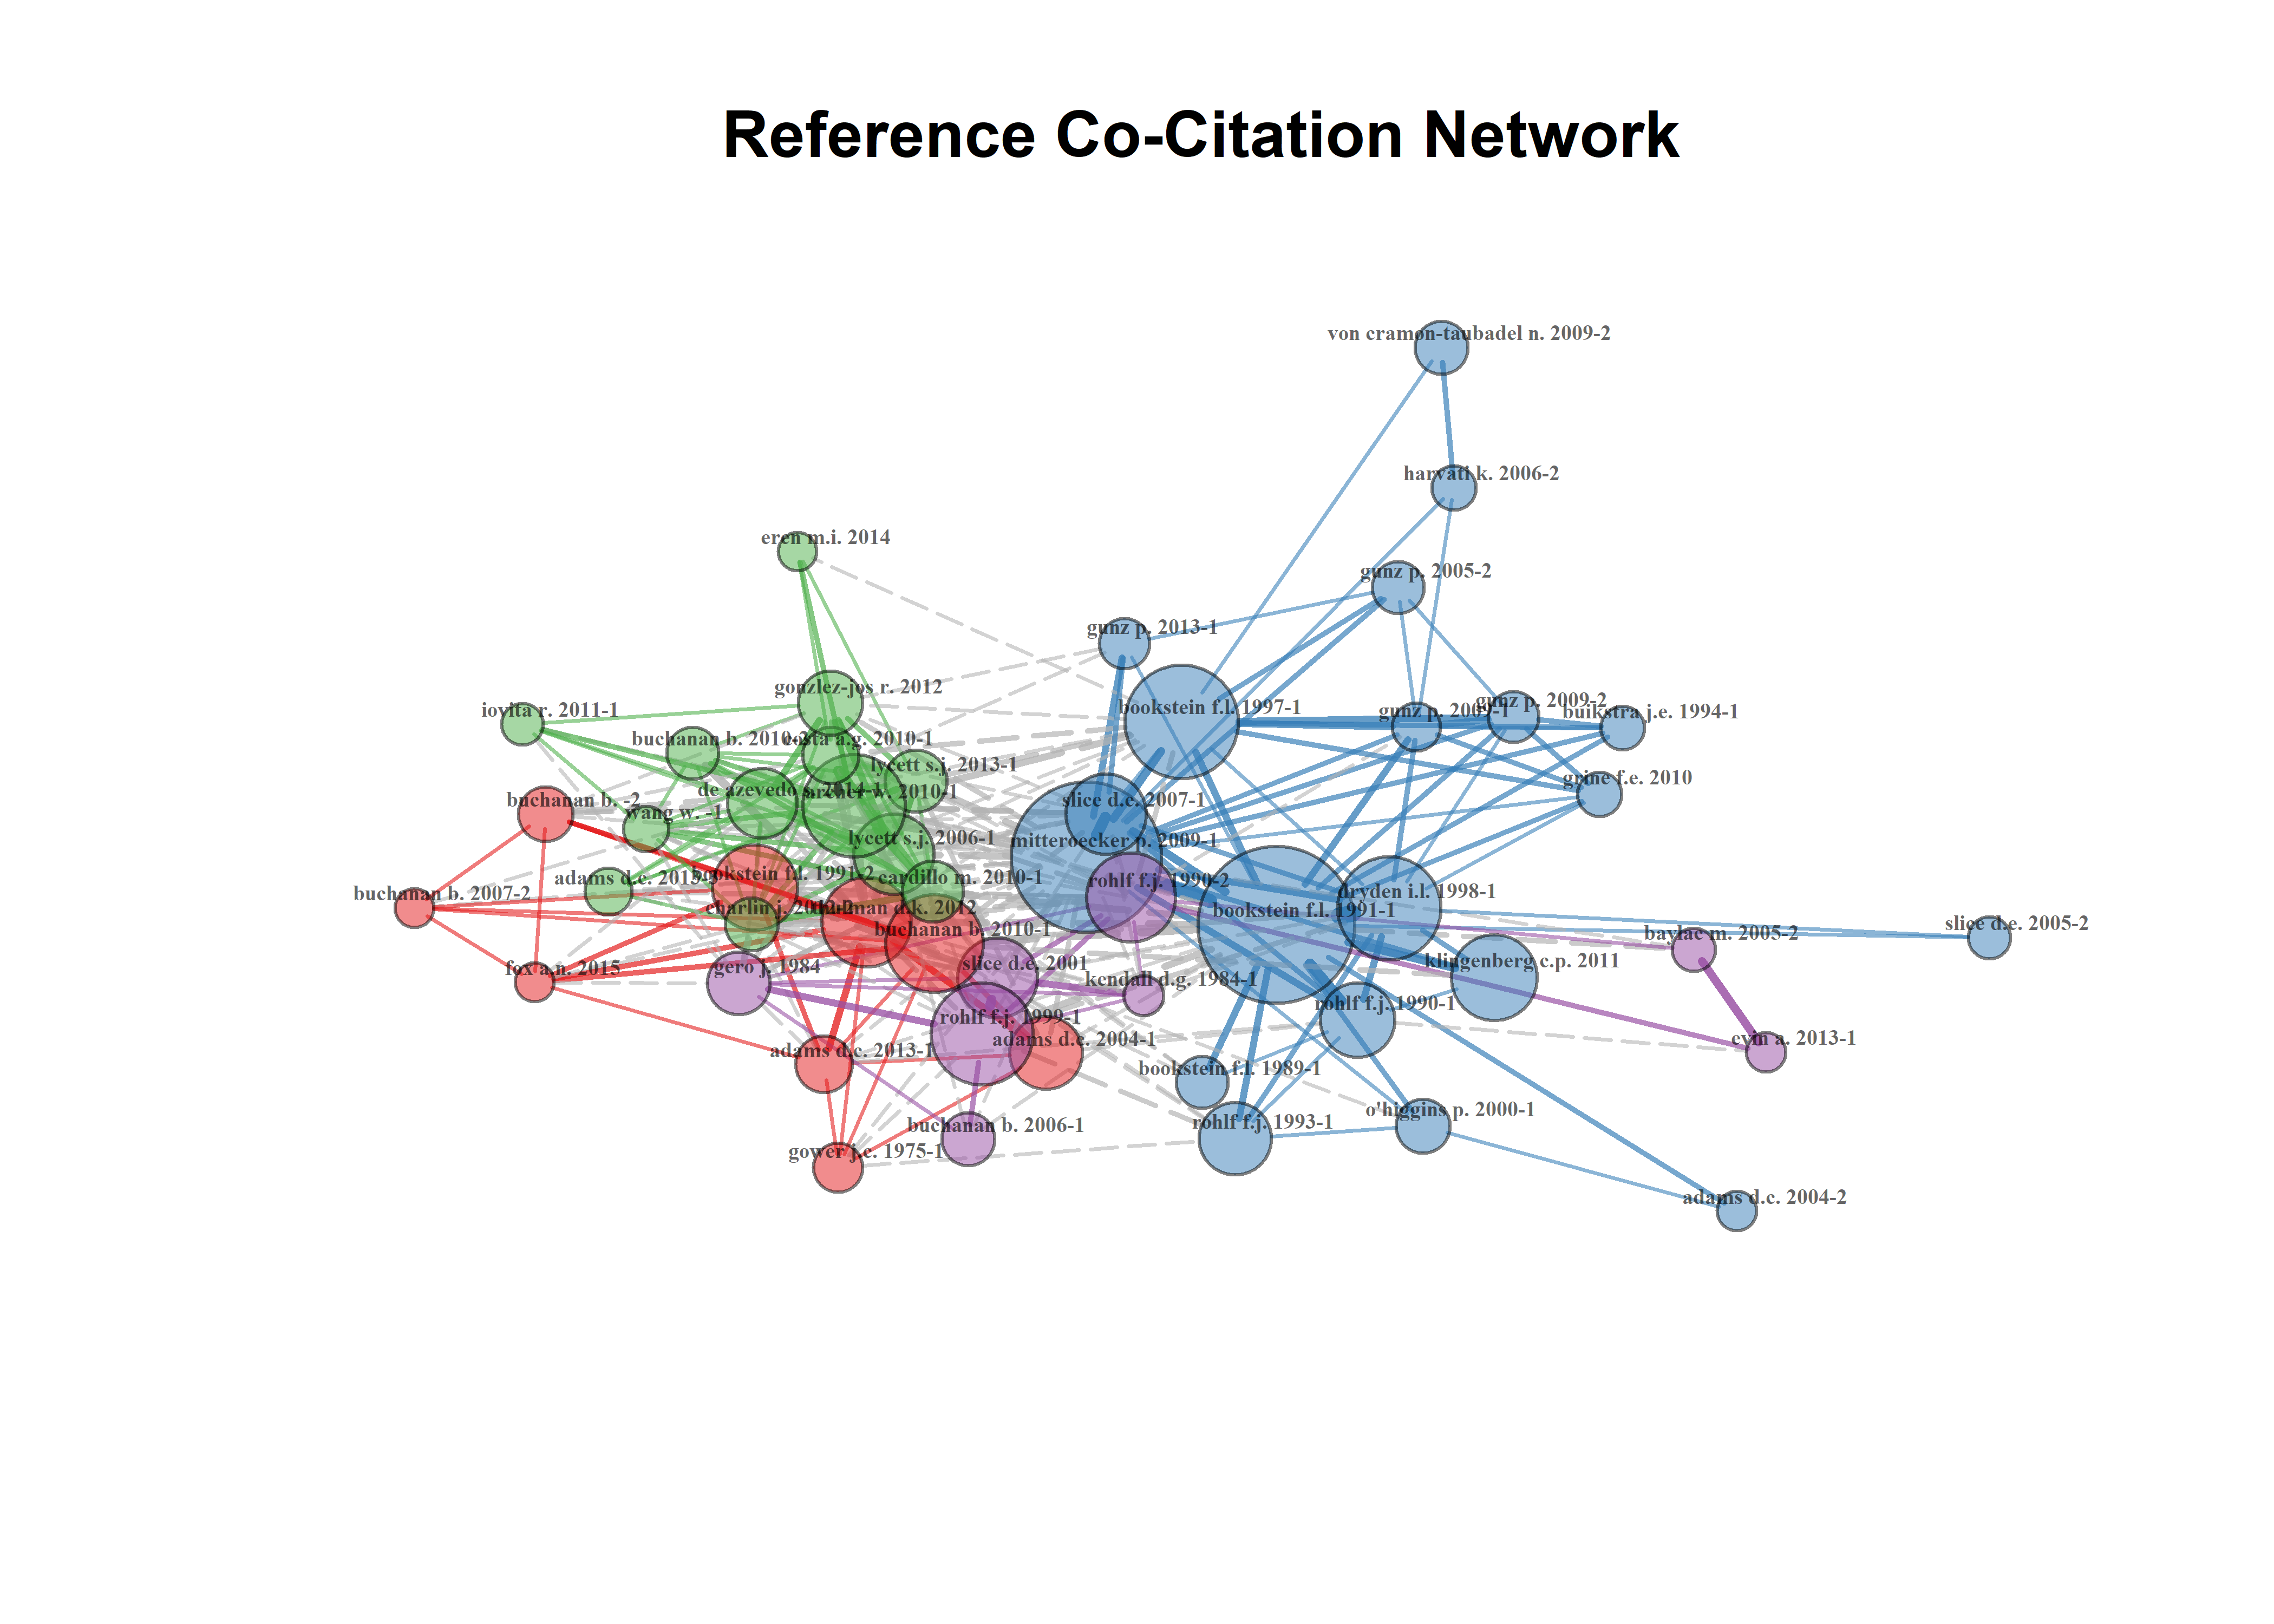 Reference Co-Citation Network
von cramon-taubadel n. 2009-2
harvati k. 2006-2
eren m.i. 2014
gunz p. 2005-2
gunz p. 2013-1
gonzlez-jos r. 2012
iovita r. 2011-1
bookstein f.l. 1997-1
gunz p. 2009-2
gunz p. 2009-1
buikstra j.e. 1994-1
buchanan b. 2010-2
costa a.g. 2010-1
lycett s.j. 2013-1
grine f.e. 2010
de azevedo s. 2014-1
archer w. 2010-1
buchanan b. -2
slice d.e. 2007-1
wang w. -1
lycett s.j. 2006-1
mitteroecker p. 2009-1
bookstein f.l. 1991-2
adams d.c. 2013-3
cardillo m. 2010-1
rohlf f.j. 1990-2
buchanan b. 2007-2
dryden i.l. 1998-1
charlin j. 2012-2
thulman d.k. 2012
bookstein f.l. 1991-1
slice d.e. 2005-2
buchanan b. 2010-1
baylac m. 2005-2
fox a.n. 2015
gero j. 1984
slice d.e. 2001
klingenberg c.p. 2011
kendall d.g. 1984-1
rohlf f.j. 1990-1
rohlf f.j. 1999-1
adams d.c. 2004-1
evin a. 2013-1
adams d.c. 2013-1
bookstein f.l. 1989-1
o'higgins p. 2000-1
buchanan b. 2006-1
rohlf f.j. 1993-1
gower j.c. 1975-1
adams d.c. 2004-2